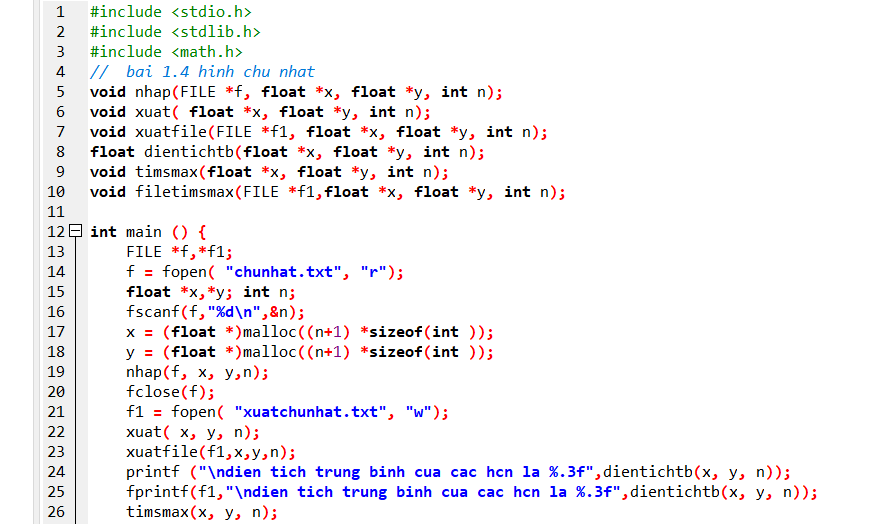 1 #include <stdio.h>
2 #include <stdlib.h>
3 #include <math.h>
4 // bai 1.4 hinh chu nhat
5 void nhap(FILE *f, float *x, float *y, int n);
6 void xuat( float *x, float *y, int n);
7 void xuatfile(FILE *f1, float *x, float *y, int n);
8 float dientichtb(float *x, float *y, int n);
9 void timsmax(float *x, float *y, int n);
10 void filetimsmax(FILE *f1,float *x, float *y, int n);
11
12 int main () {
13 FILE *f,*f1;
14 f = fopen( "chunhat.txt", "r");
15 float *x,*y; int n;
16 fscanf(f,"%d\n",&n);
17 x = (float *)malloc((n+1) *sizeof(int ));
18 y = (float *)malloc((n+1) *sizeof(int ));
19 nhap(f, x, y,n);
20 fclose(f);
21 f1 = fopen( "xuatchunhat.txt", "w");
22 xuat( x, y, n);
23 xuatfile(f1,x,y,n);
24 printf ("\ndien tich trung binh cua cac hcn la %.3f",dientichtb(x, y, n));
25 fprintf(f1,"\ndien tich trung binh cua cac hcn la %.3f",dientichtb(x, y, n));
26 timsmax(x, y, n);